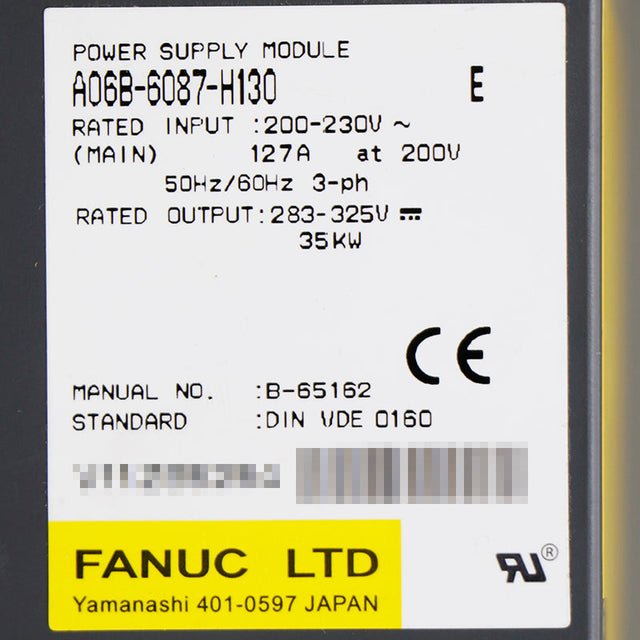 POWER SUPPLY MODULE
A06B-6087-H130 E
RATED INPUT :200-230V ~
(MAIN) 127A at 200V
50Hz/60Hz 3-ph
RATED OUTPUT:283-325V ⎓
35KW
CE
MANUAL NO. :B-65162
STANDARD :DIN VDE 0160
FANUC LTD
Yamanashi 401-0597 JAPAN
RU®